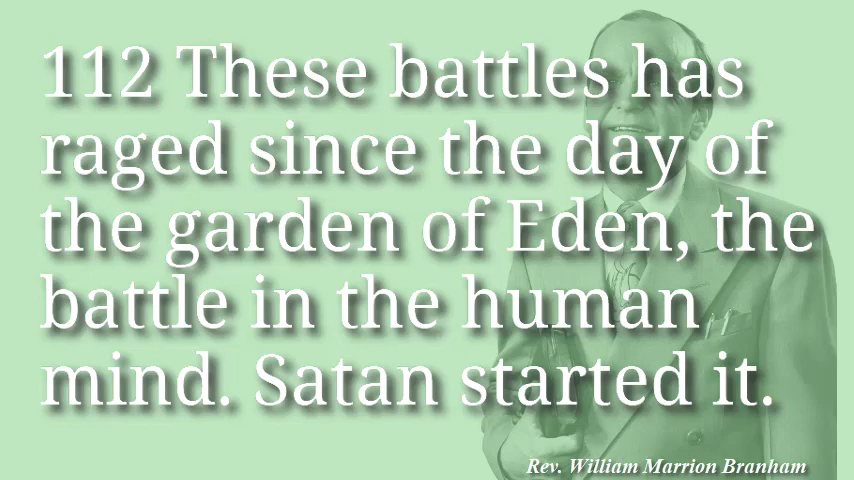 112 These battles has
raged since the day of
the garden of Eden, the
battle in the human
mind. Satan started it.
Rev. William Marrion Branham